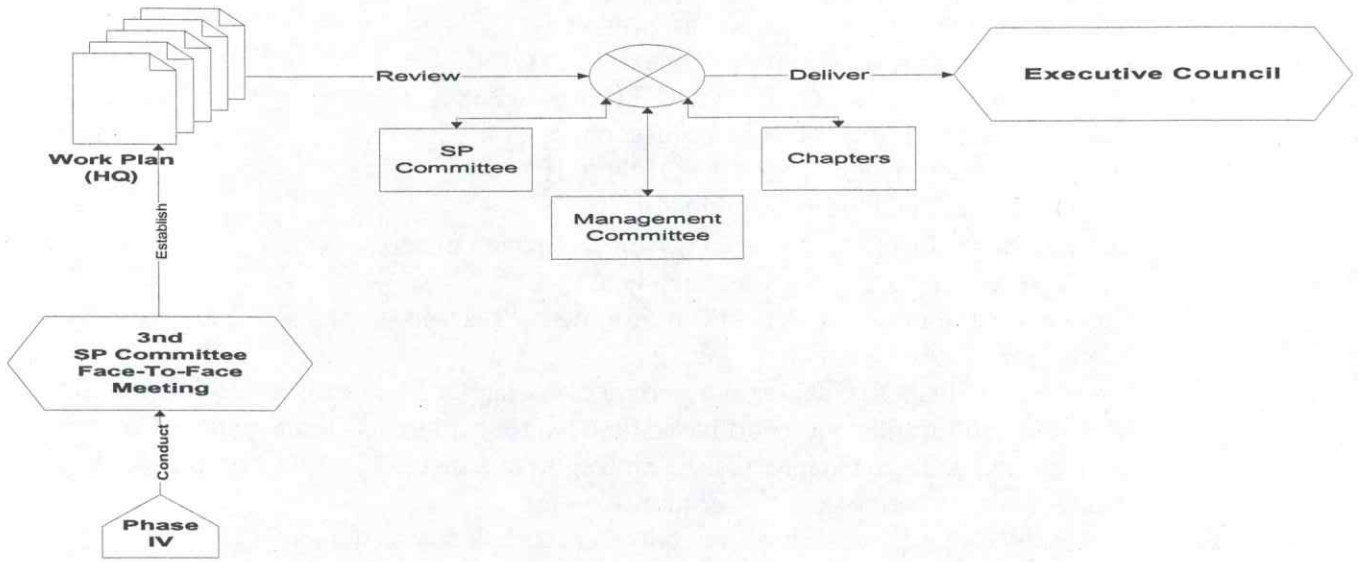 Work Plan
(HQ)
Review
Deliver
Executive Council
SP
Committee
Management
Committee
Chapters
Establish
3nd
SP Committee
Face-To-Face
Meeting
Conduct
Phase
IV